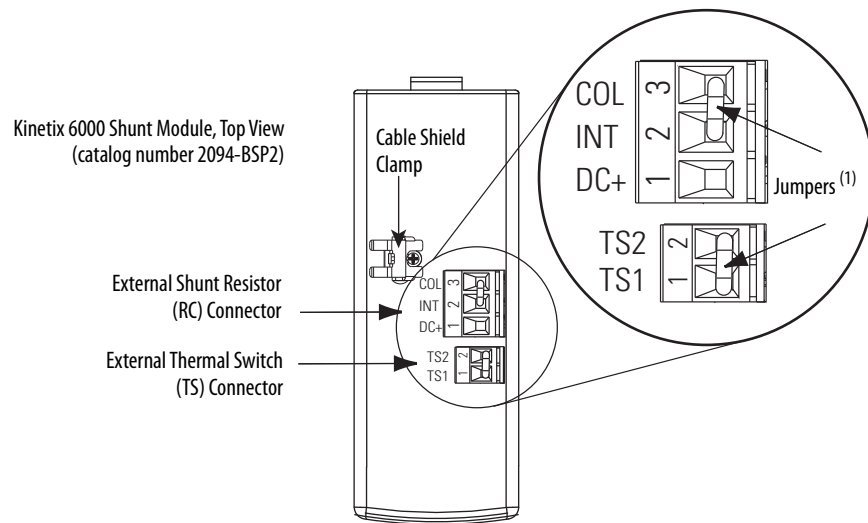 Kinetix 6000 Shunt Module, Top View
(catalog number 2094-BSP2)
Cable Shield
Clamp
External Shunt Resistor
(RC) Connector
External Thermal Switch
(TS) Connector
COL 3
INT 2
DC+ 1
TS2 2
TS1 1
COL 3
INT 2
DC+ 1
TS2 2
TS1 1
Jumpers (1)